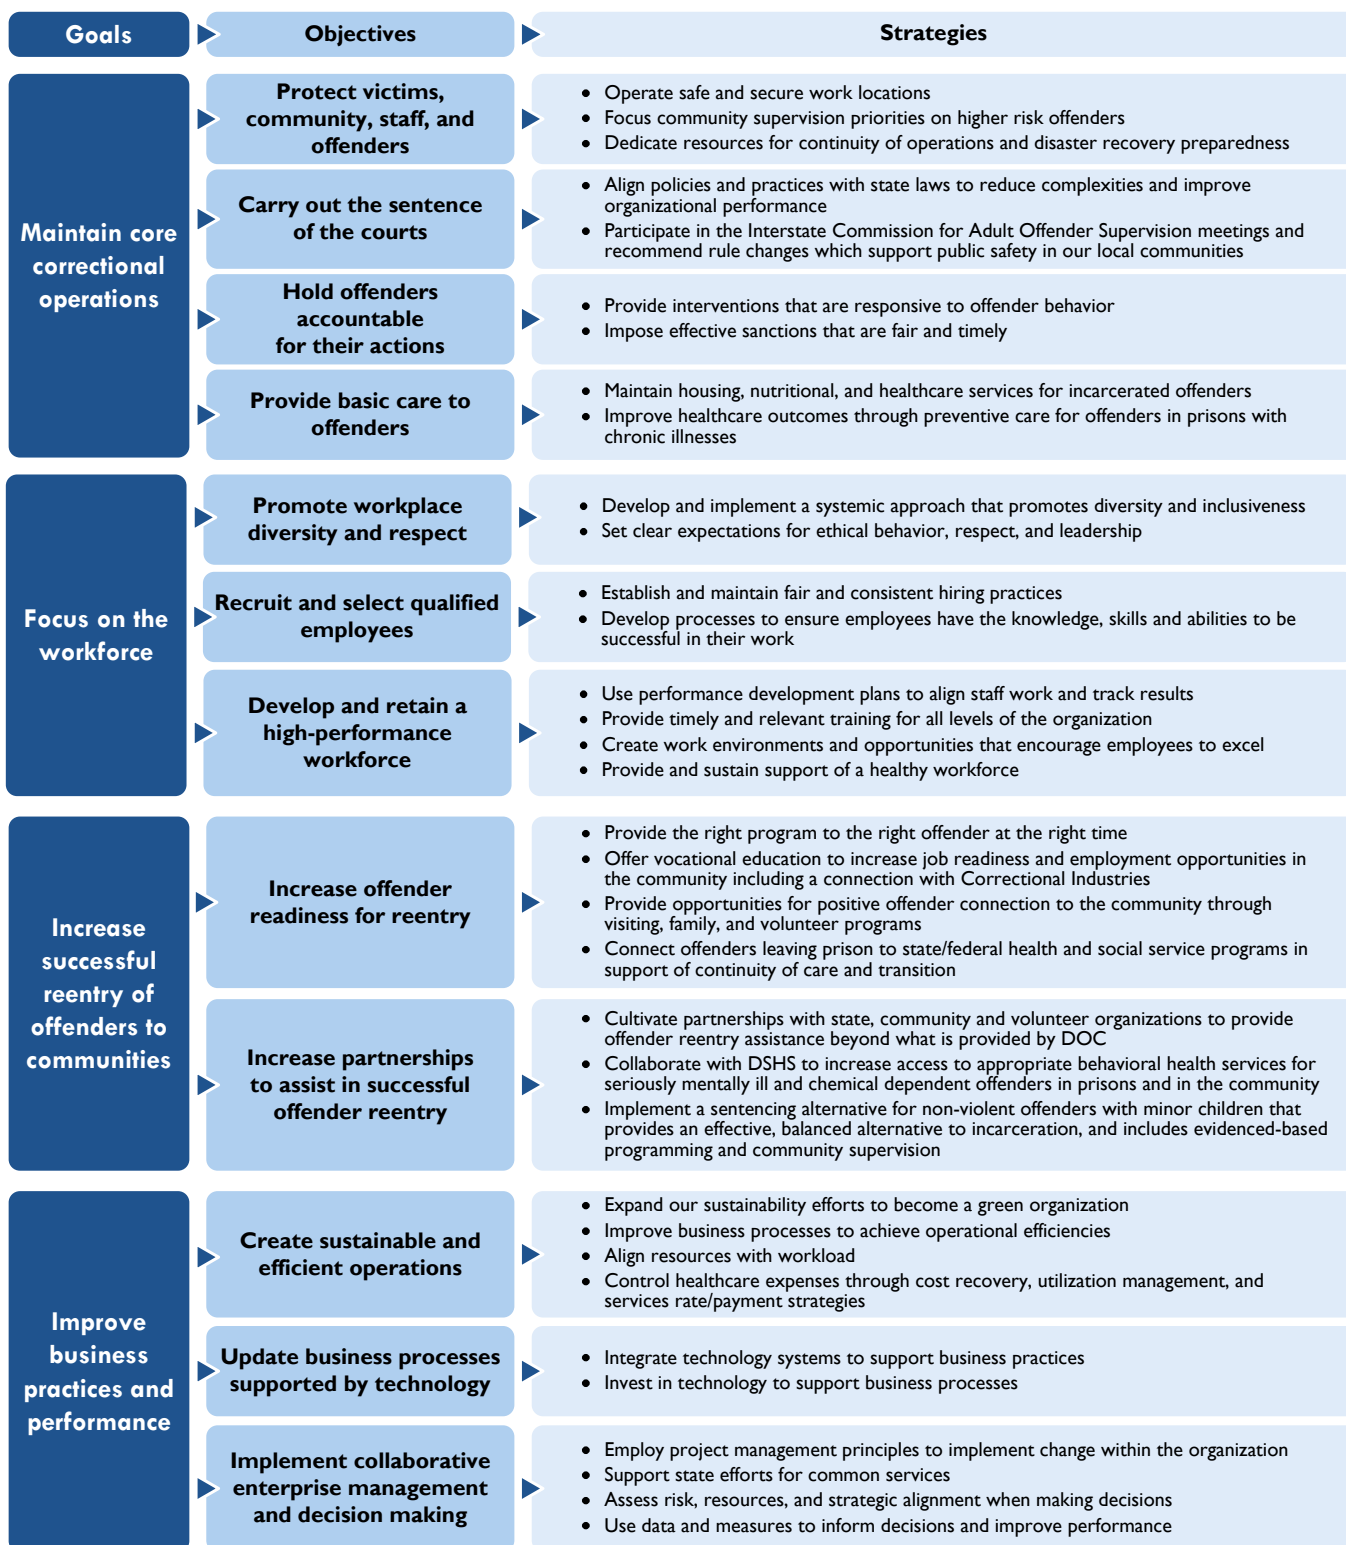 Goals
Objectives
Strategies
Maintain core
correctional
operations
Protect victims,
community, staff, and
offenders
• Operate safe and secure work locations
• Focus community supervision priorities on higher risk offenders
• Dedicate resources for continuity of operations and disaster recovery preparedness
Carry out the sentence
of the courts
• Align policies and practices with state laws to reduce complexities and improve
organizational performance
• Participate in the Interstate Commission for Adult Offender Supervision meetings and
recommend rule changes which support public safety in our local communities
Hold offenders
accountable
for their actions
• Provide interventions that are responsive to offender behavior
• Impose effective sanctions that are fair and timely
Provide basic care to
offenders
• Maintain housing, nutritional, and healthcare services for incarcerated offenders
• Improve healthcare outcomes through preventive care for offenders in prisons with
chronic illnesses
Focus on the
workforce
Promote workplace
diversity and respect
• Develop and implement a systemic approach that promotes diversity and inclusiveness
• Set clear expectations for ethical behavior, respect, and leadership
Recruit and select qualified
employees
• Establish and maintain fair and consistent hiring practices
• Develop processes to ensure employees have the knowledge, skills and abilities to be
successful in their work
Develop and retain a
high-performance
workforce
• Use performance development plans to align staff work and track results
• Provide timely and relevant training for all levels of the organization
• Create work environments and opportunities that encourage employees to excel
• Provide and sustain support of a healthy workforce
Increase
successful
reentry of
offenders to
communities
Increase offender
readiness for reentry
• Provide the right program to the right offender at the right time
• Offer vocational education to increase job readiness and employment opportunities in
the community including a connection with Correctional Industries
• Provide opportunities for positive offender connection to the community through
visiting, family, and volunteer programs
• Connect offenders leaving prison to state/federal health and social service programs in
support of continuity of care and transition
Increase partnerships
to assist in successful
offender reentry
• Cultivate partnerships with state, community and volunteer organizations to provide
offender reentry assistance beyond what is provided by DOC
• Collaborate with DSHS to increase access to appropriate behavioral health services for
seriously mentally ill and chemical dependent offenders in prisons and in the community
• Implement a sentencing alternative for non-violent offenders with minor children that
provides an effective, balanced alternative to incarceration, and includes evidenced-based
programming and community supervision
Improve
business
practices and
performance
Create sustainable and
efficient operations
• Expand our sustainability efforts to become a green organization
• Improve business processes to achieve operational efficiencies
• Align resources with workload
• Control healthcare expenses through cost recovery, utilization management, and
services rate/payment strategies
Update business processes
supported by technology
• Integrate technology systems to support business practices
• Invest in technology to support business processes
Implement collaborative
enterprise management
and decision making
• Employ project management principles to implement change within the organization
• Support state efforts for common services
• Assess risk, resources, and strategic alignment when making decisions
• Use data and measures to inform decisions and improve performance